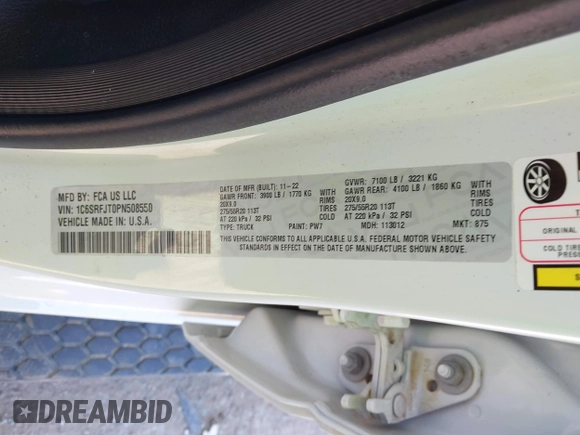 MFD BY: FCA US LLC
VIN: 1C6SRFJT0PN508550
VEHICLE MADE IN: U.S.A.
DATE OF MFR (BUILT): 11-22
GAWR FRONT: 3900 LB / 1770 KG WITH
20X9.0 RIMS
275/55R20 113T TIRES
AT 220 kPa / 32 PSI COLD
TYPE: TRUCK PAINT: PW7
GVWR: 7100 LB / 3221 KG
GAWR REAR: 4100 LB / 1860 KG WITH
20X9.0 RIMS
275/55R20 113T TIRES
AT 220 kPa / 32 PSI COLD
MDH: 113012 MKT: 875
THIS VEHICLE CONFORMS TO ALL APPLICABLE U.S.A. FEDERAL MOTOR VEHICLE SAFETY
STANDARDS IN EFFECT ON THE DATE OF MANUFACTURE SHOWN ABOVE.
ORIGINAL
COLD TIRE
PRESS
DREAMBID